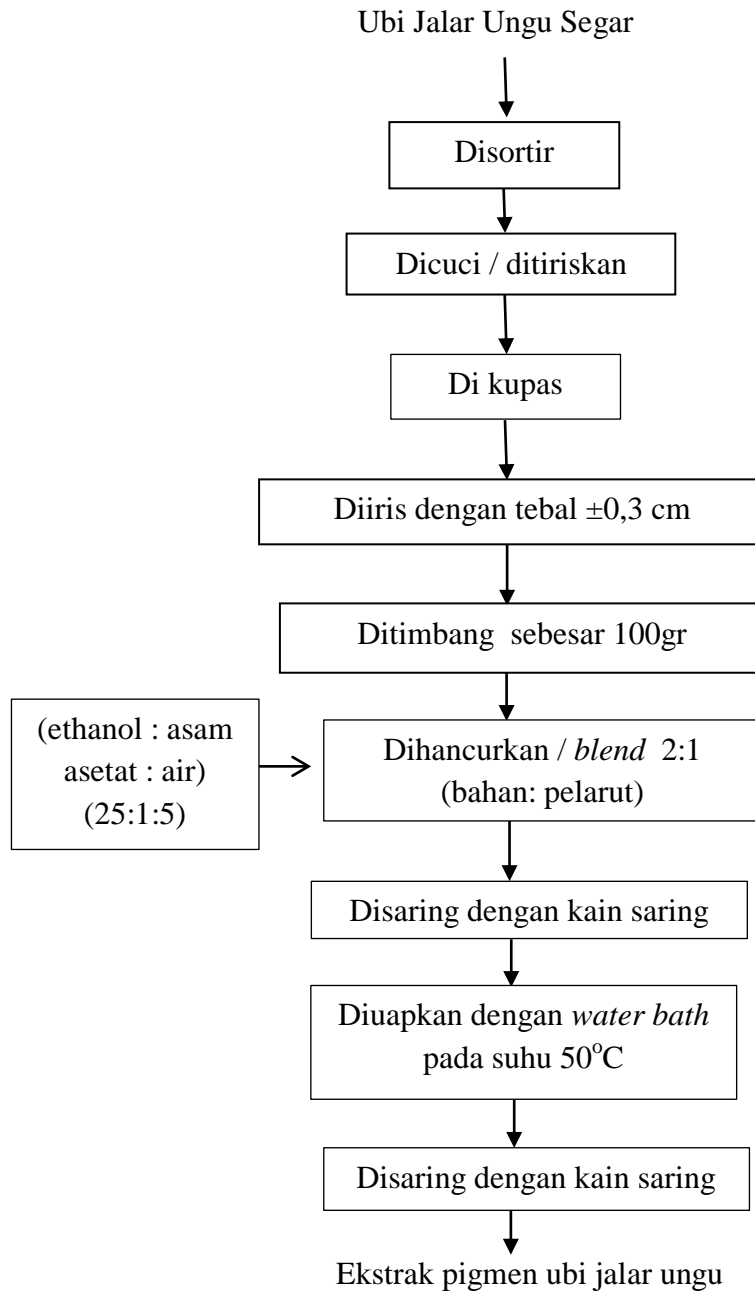 Ubi Jalar Ungu Segar
Disortir
Dicuci / ditiriskan
Di kupas
Diiris dengan tebal ±0,3 cm
Ditimbang sebesar 100gr
(ethanol : asam
asetat : air)
(25:1:5)
Dihancurkan / blend 2:1
(bahan: pelarut)
Disaring dengan kain saring
Diuapkan dengan water bath
pada suhu 50°C
Disaring dengan kain saring
Ekstrak pigmen ubi jalar ungu